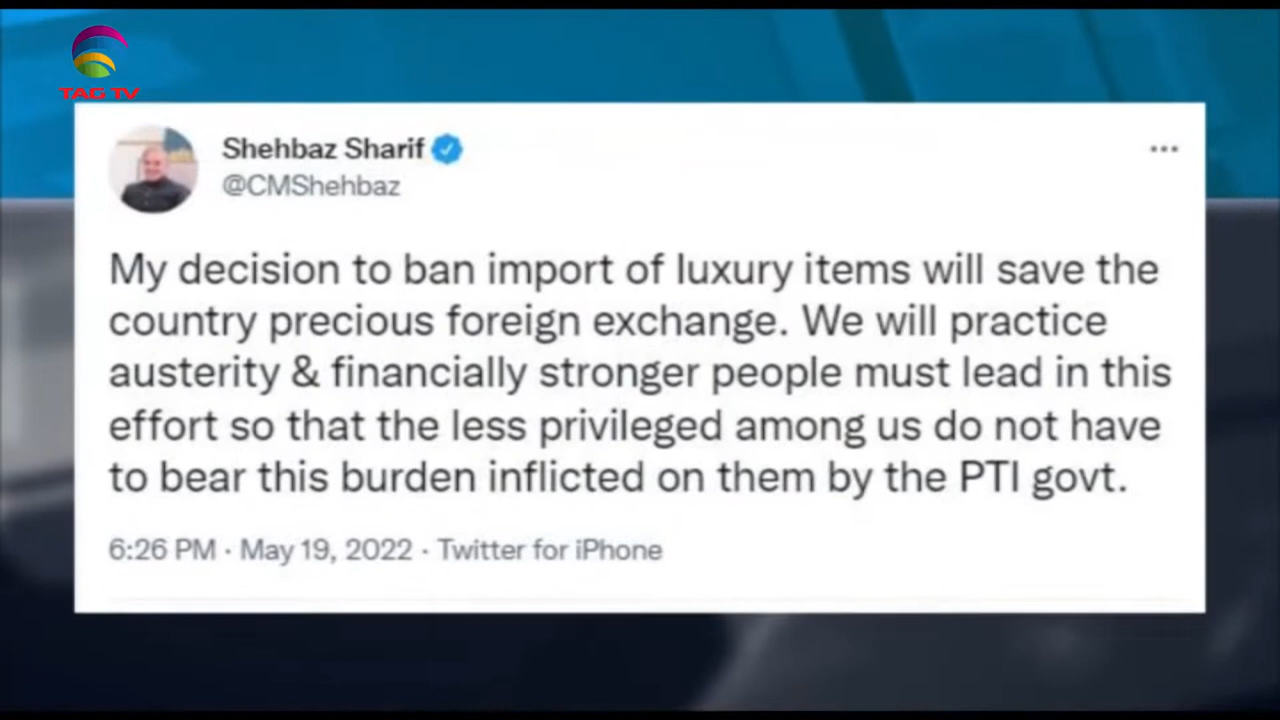 TAG TV
Shehbaz Sharif
@CMShehbaz
My decision to ban import of luxury items will save the
country precious foreign exchange. We will practice
austerity & financially stronger people must lead in this
effort so that the less privileged among us do not have
to bear this burden inflicted on them by the PTI govt.
6:26 PM · May 19, 2022 · Twitter for iPhone